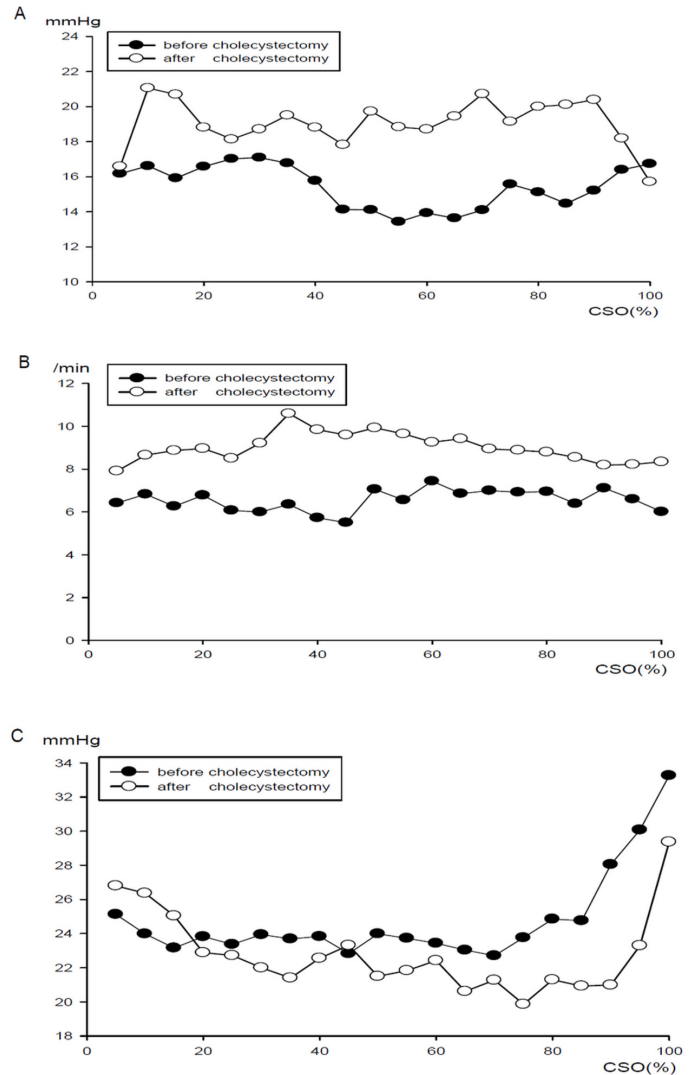 A
mmHg
before cholecystectomy
after cholecystectomy
24
22
20
18
16
14
12
10
0 20 40 60 80 100
CSO(%)
B
/min
before cholecystectomy
after cholecystectomy
12
10
8
6
4
2
0
0 20 40 60 80 100
CSO(%)
C
mmHg
before cholecystectomy
after cholecystectomy
34
32
30
28
26
24
22
20
18
0 20 40 60 80 100
CSO(%)